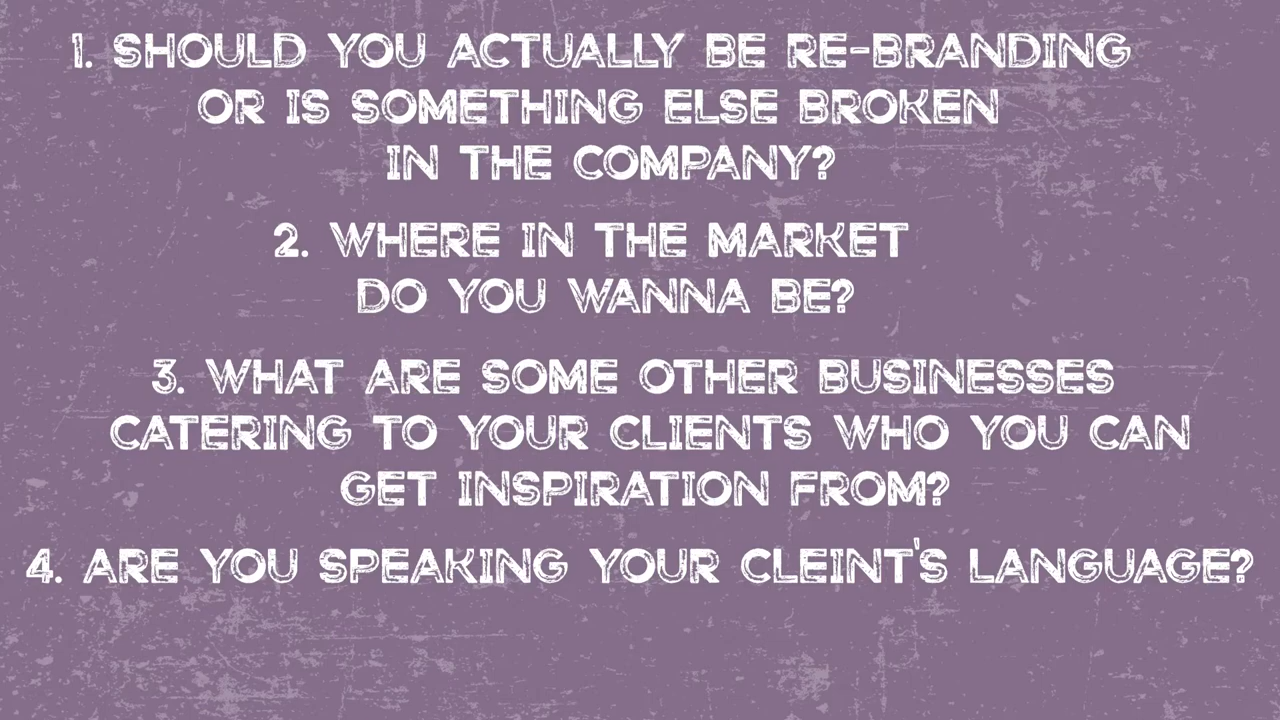 1. SHOULD YOU ACTUALLY BE RE-BRANDING
OR IS SOMETHING ELSE BROKEN
IN THE COMPANY?
2. WHERE IN THE MARKET
DO YOU WANNA BE?
3. WHAT ARE SOME OTHER BUSINESSES
CATERING TO YOUR CLIENTS WHO YOU CAN
GET INSPIRATION FROM?
4. ARE YOU SPEAKING YOUR CLEINT'S LANGUAGE?